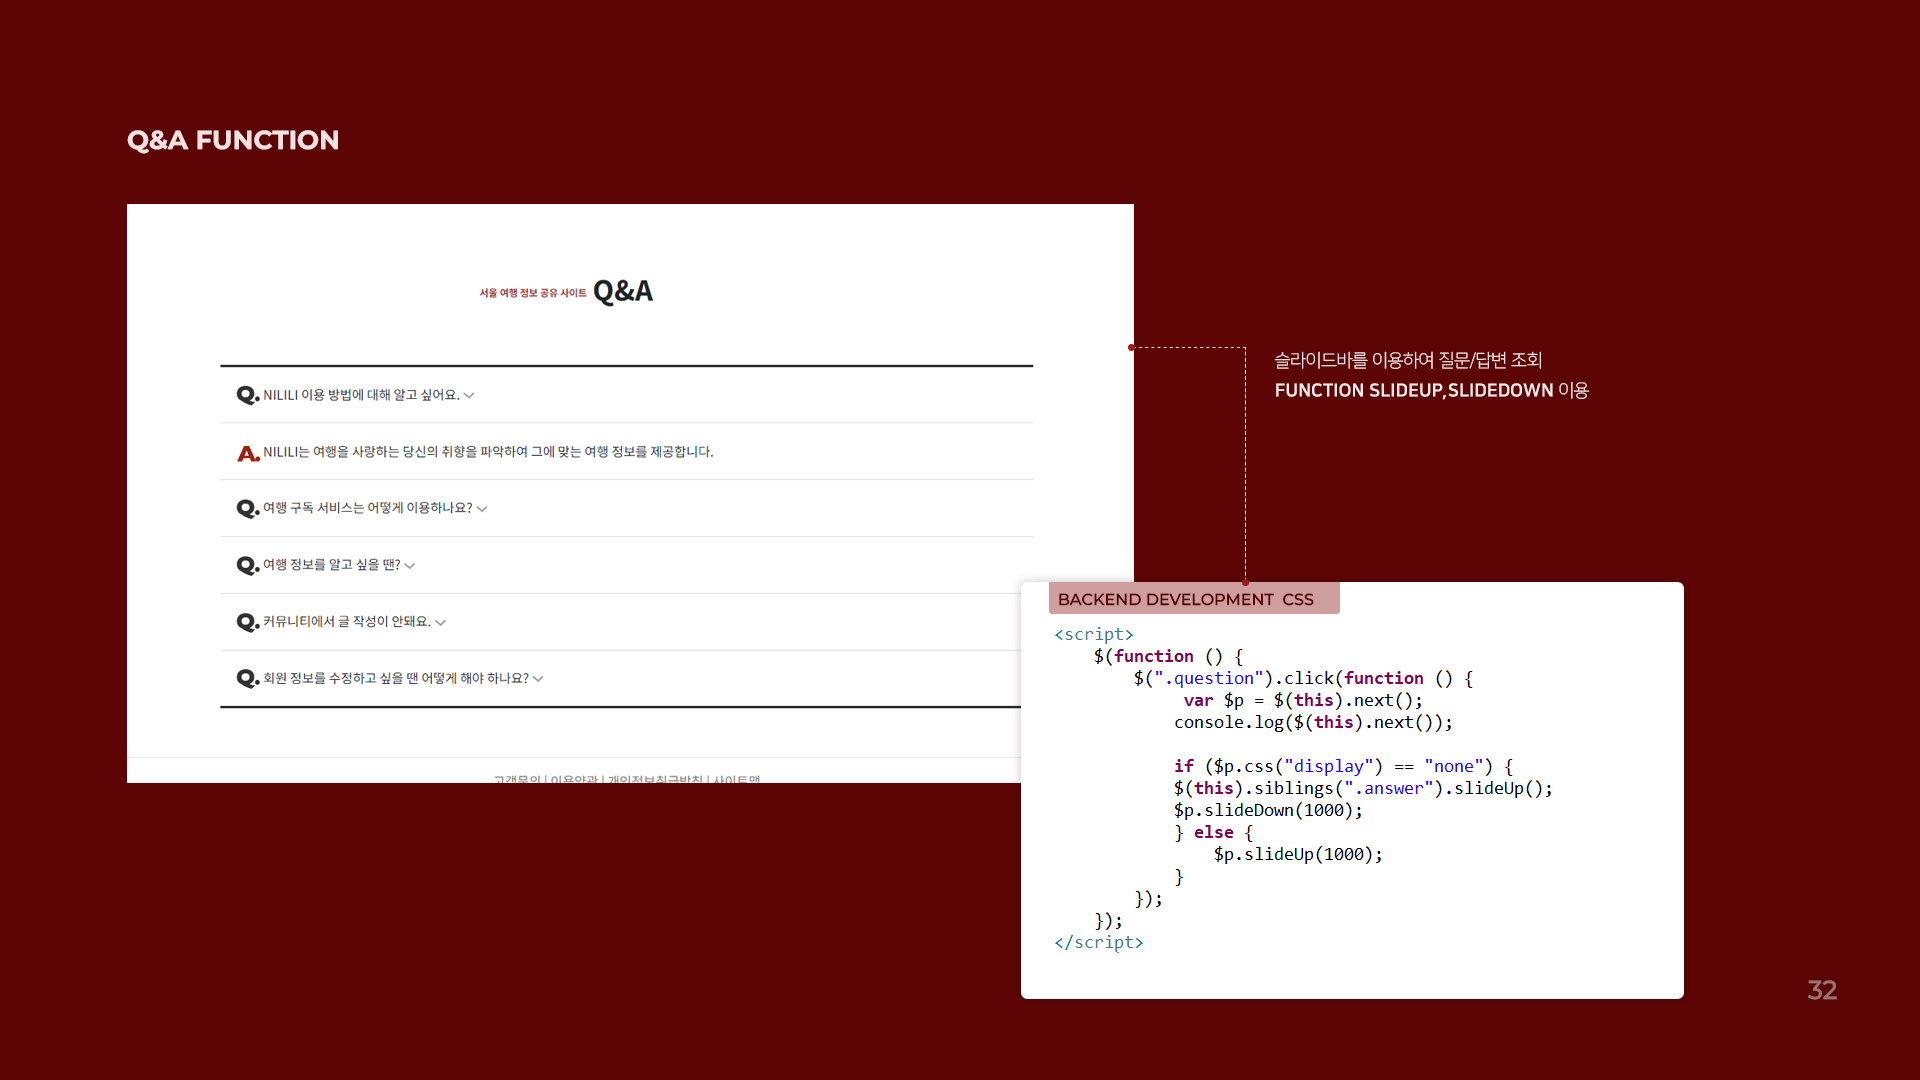 Q&A FUNCTION
서울 여행 정보 공유 사이트 Q&A
Q. NILILI 이용 방법에 대해 알고 싶어요.
A. NILILI는 여행을 사랑하는 당신의 취향을 파악하여 그에 맞는 여행 정보를 제공합니다.
Q. 여행 구독 서비스는 어떻게 이용하나요?
Q. 여행 정보를 알고 싶을 땐?
Q. 커뮤니티에서 글 작성이 안돼요.
Q. 회원 정보를 수정하고 싶을 땐 어떻게 해야 하나요?
고객문의 | 이용약관 | 개인정보취급방침 | 사이트맵
슬라이드바를 이용하여 질문/답변 조회
FUNCTION SLIDEUP,SLIDEDOWN 이용
BACKEND DEVELOPMENT CSS
<script>
$(function () {
$(".question").click(function () {
var $p = $(this).next();
console.log($(this).next());
if ($p.css("display") == "none") {
$(this).siblings(".answer").slideUp();
$p.slideDown(1000);
} else {
$p.slideUp(1000);
}
});
});
</script>
32